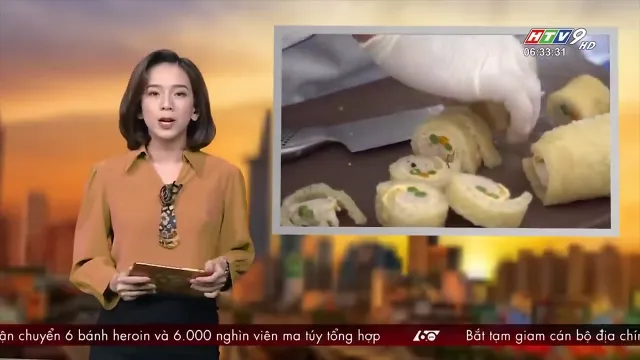 HTV9 HD
06:33:31
ận chuyển 6 bánh heroin và 6.000 nghìn viên ma túy tổng hợp
60
Bắt tạm giam cán bộ địa chí